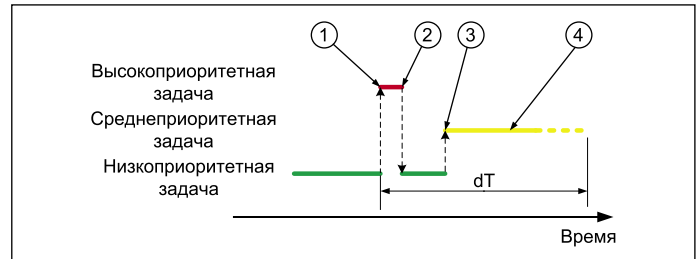 1 2 3 4
Высокоприоритетная
задача
Среднеприоритетная
задача
Низкоприоритетная
задача
dT
Время